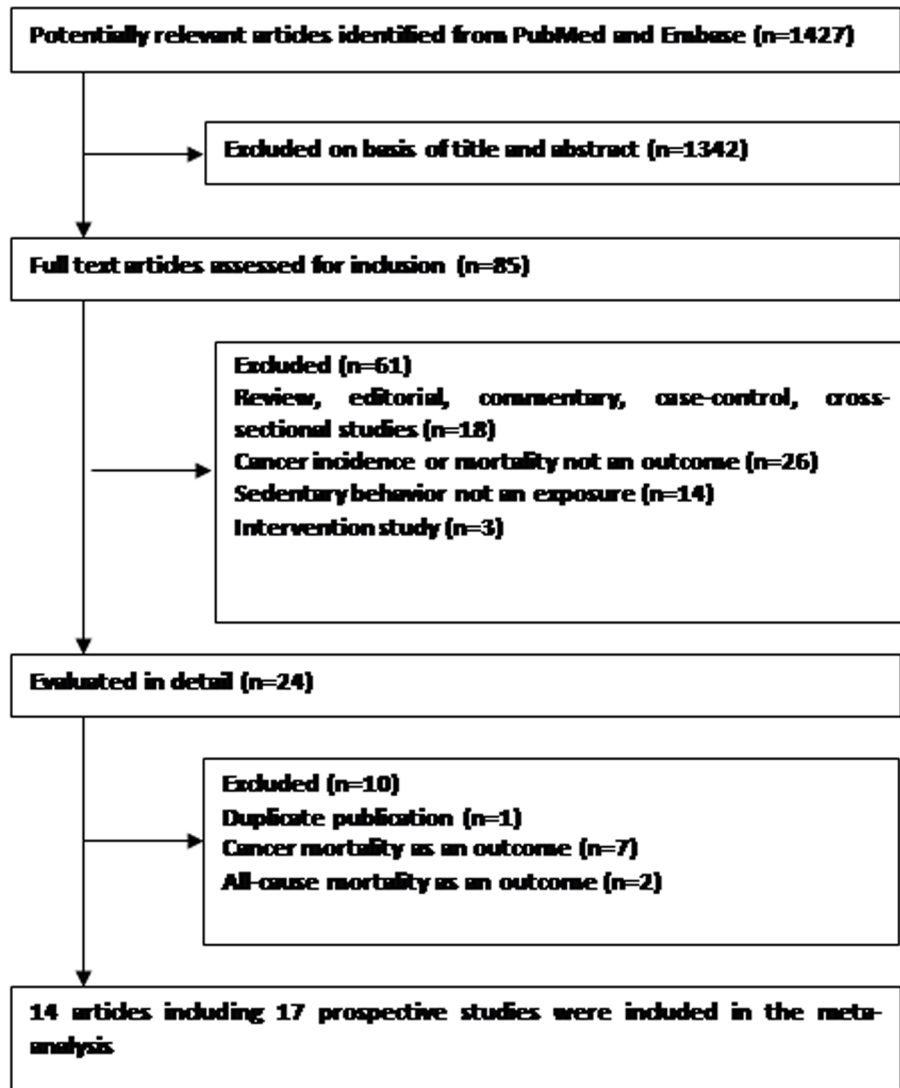 Potentially relevant articles identified from PubMed and Embase (n=1427)
Excluded on basis of title and abstract (n=1342)
Full text articles assessed for inclusion (n=85)
Excluded (n=61)
Review, editorial, commentary, case-control, cross-
sectional studies (n=18)
Cancer incidence or mortality not an outcome (n=26)
Sedentary behavior not an exposure (n=14)
Intervention study (n=3)
Evaluated in detail (n=24)
Excluded (n=10)
Duplicate publication (n=1)
Cancer mortality as an outcome (n=7)
All-cause mortality as an outcome (n=2)
14 articles including 17 prospective studies were included in the meta-
analysis